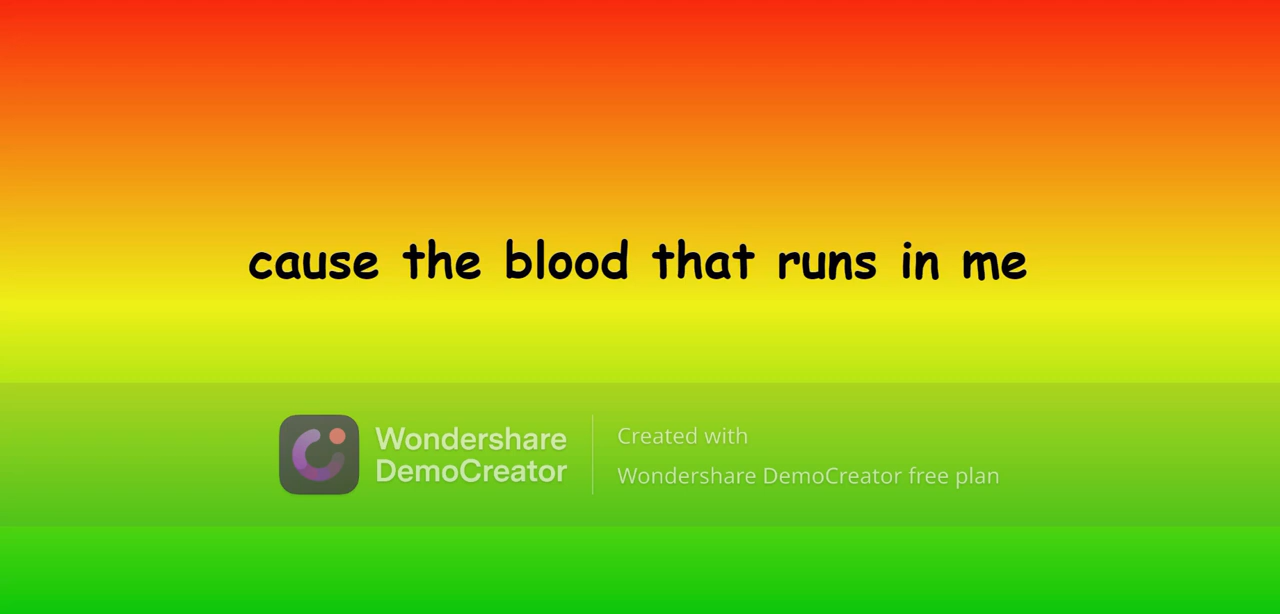 cause the blood that runs in me
Wondershare
DemoCreator
Created with
Wondershare DemoCreator free plan